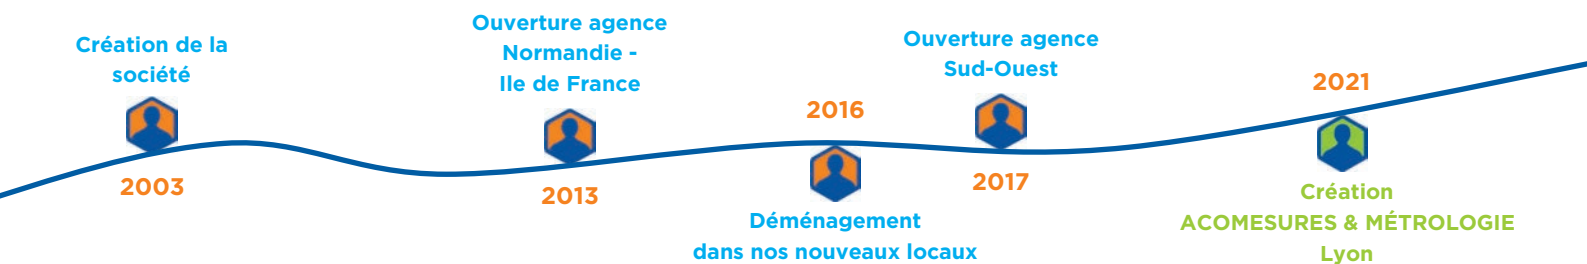 Création de la
société
2003
Ouverture agence
Normandie -
Ile de France
2013
2016
Déménagement
dans nos nouveaux locaux
Ouverture agence
Sud-Ouest
2017
2021
Création
ACOMESURES & MÉTROLOGIE
Lyon